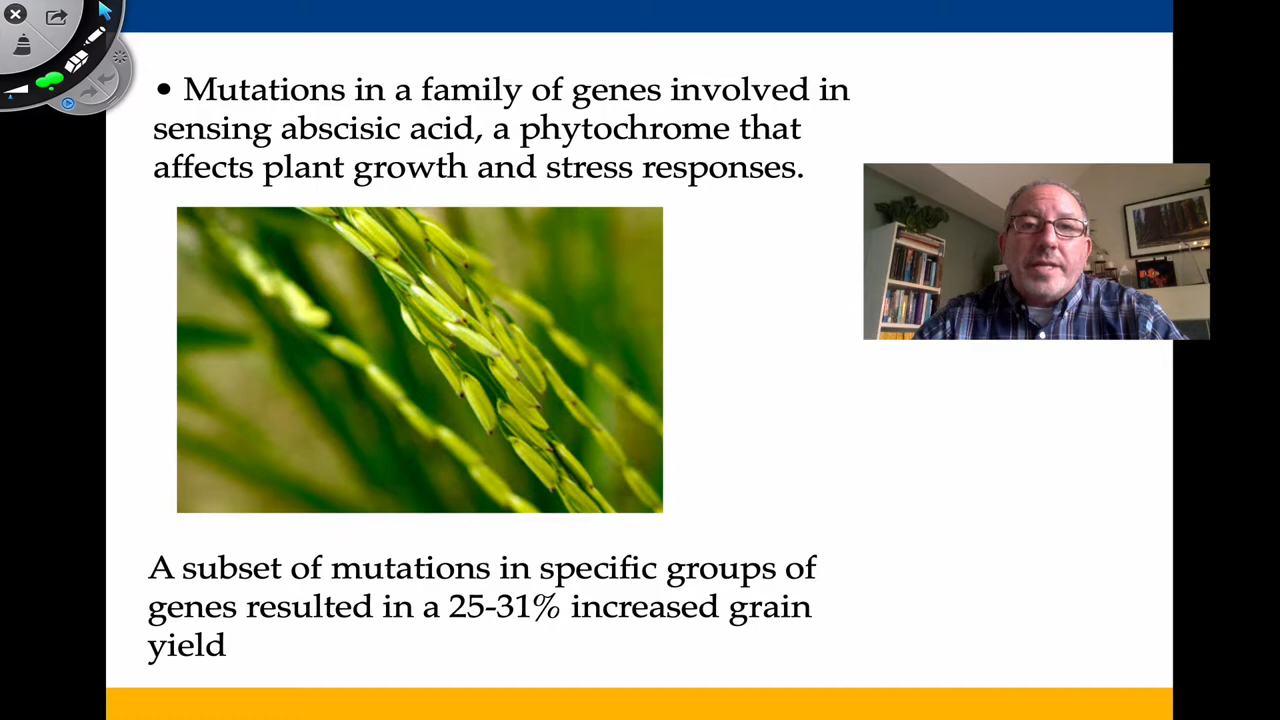 • Mutations in a family of genes involved in
sensing abscisic acid, a phytochrome that
affects plant growth and stress responses.
A subset of mutations in specific groups of
genes resulted in a 25-31% increased grain
yield